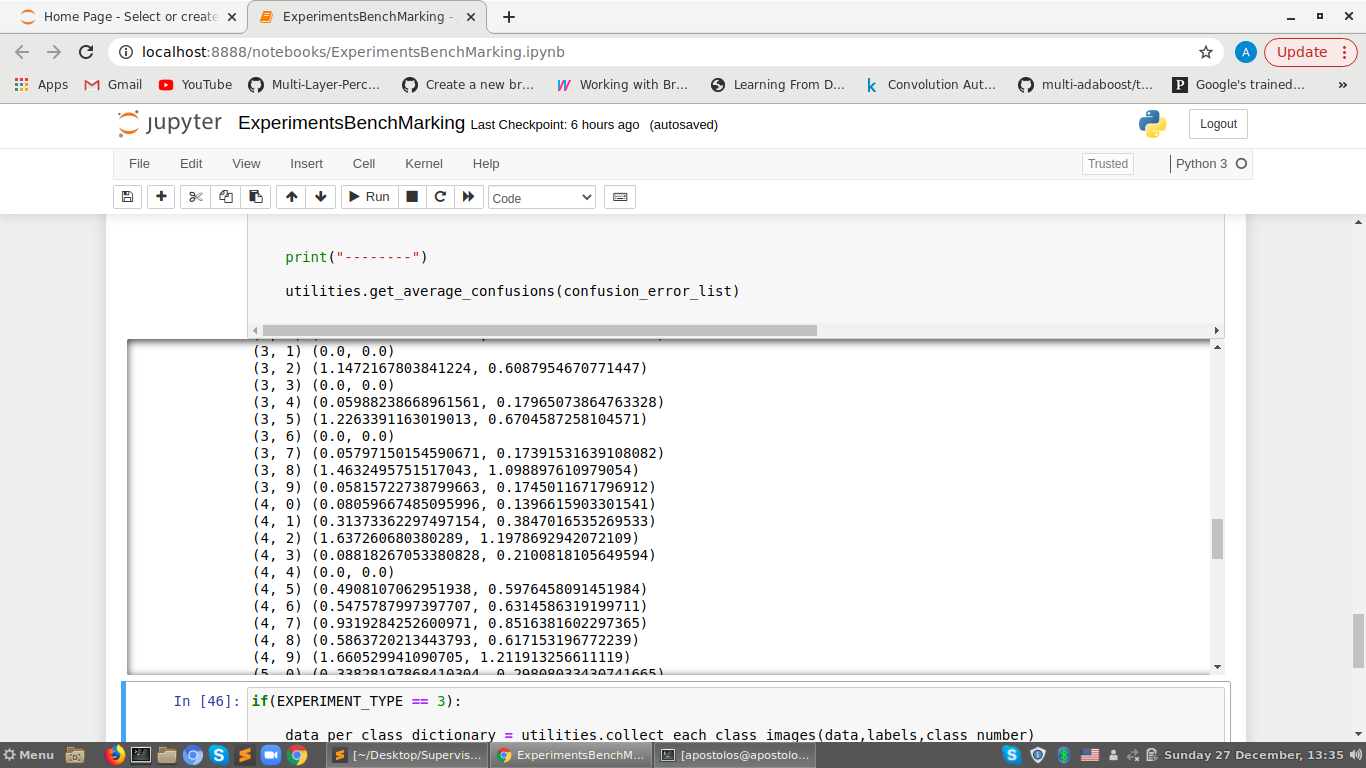 Home Page - Select or create
ExperimentsBenchMarking -
localhost:8888/notebooks/ExperimentsBenchMarking.ipynb
A
Update
Apps
Gmail
YouTube
Multi-Layer-Perc…
Create a new br…
Working with Br…
Learning From D…
Convolution Aut…
multi-adaboost/t…
Google's trained…
»
jupyter ExperimentsBenchMarking Last Checkpoint: 6 hours ago (autosaved)
Logout
File Edit View Insert Cell Kernel Help
Trusted
Python 3
Run
Code
print("--------")
utilities.get_average_confusions(confusion_error_list)
(3, 1) (0.0, 0.0)
(3, 2) (1.1472167803841224, 0.6087954670771447)
(3, 3) (0.0, 0.0)
(3, 4) (0.05988238668961561, 0.17965073864763328)
(3, 5) (1.2263391163019013, 0.6704587258104571)
(3, 6) (0.0, 0.0)
(3, 7) (0.05797150154590671, 0.17391531639108082)
(3, 8) (1.4632495751517043, 1.098897610979054)
(3, 9) (0.05815722738799663, 0.1745011671796912)
(4, 0) (0.08059667485095996, 0.1396615903301541)
(4, 1) (0.31373362297497154, 0.3847016535269533)
(4, 2) (1.637260680380289, 1.1978692942072109)
(4, 3) (0.08818267053380828, 0.2100818105649594)
(4, 4) (0.0, 0.0)
(4, 5) (0.4908107062951938, 0.5976458091451984)
(4, 6) (0.5475787997397707, 0.6314586319199711)
(4, 7) (0.9319284252600971, 0.8516381602297365)
(4, 8) (0.5863720213443793, 0.617153196772239)
(4, 9) (1.660529941090705, 1.211913256611119)
(5, 0) (0.33828197868410304, 0.29808033430741665)
In [46]: if(EXPERIMENT_TYPE == 3):
data_per_class_dictionary = utilities.collect_each_class_images(data,labels,class_number)
Menu
[~/Desktop/Supervis…
ExperimentsBenchM…
[apostolos@apostolo…
Sunday 27 December, 13:35